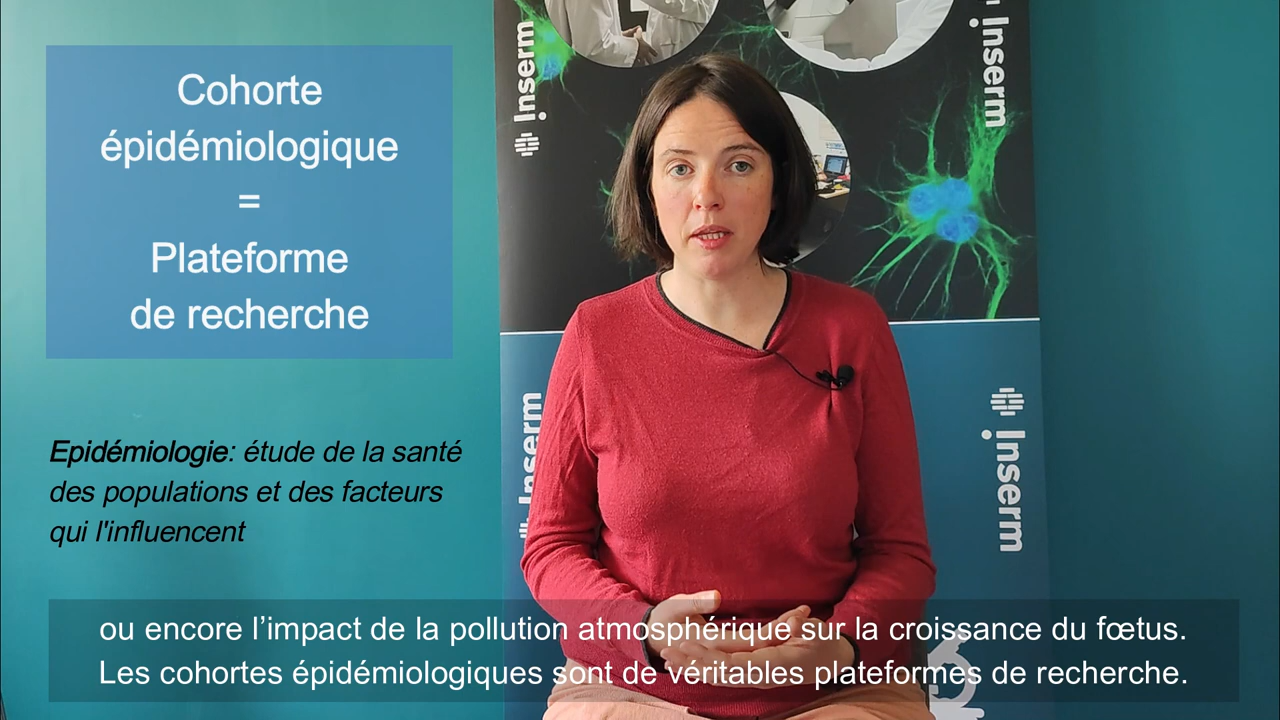 Cohorte
épidémiologique
=
Plateforme
de recherche
Epidémiologie: étude de la santé
des populations et des facteurs
qui l'influencent
Inserm
Inserm
Inserm
Inserm
ou encore l’impact de la pollution atmosphérique sur la croissance du fœtus.
Les cohortes épidémiologiques sont de véritables plateformes de recherche.